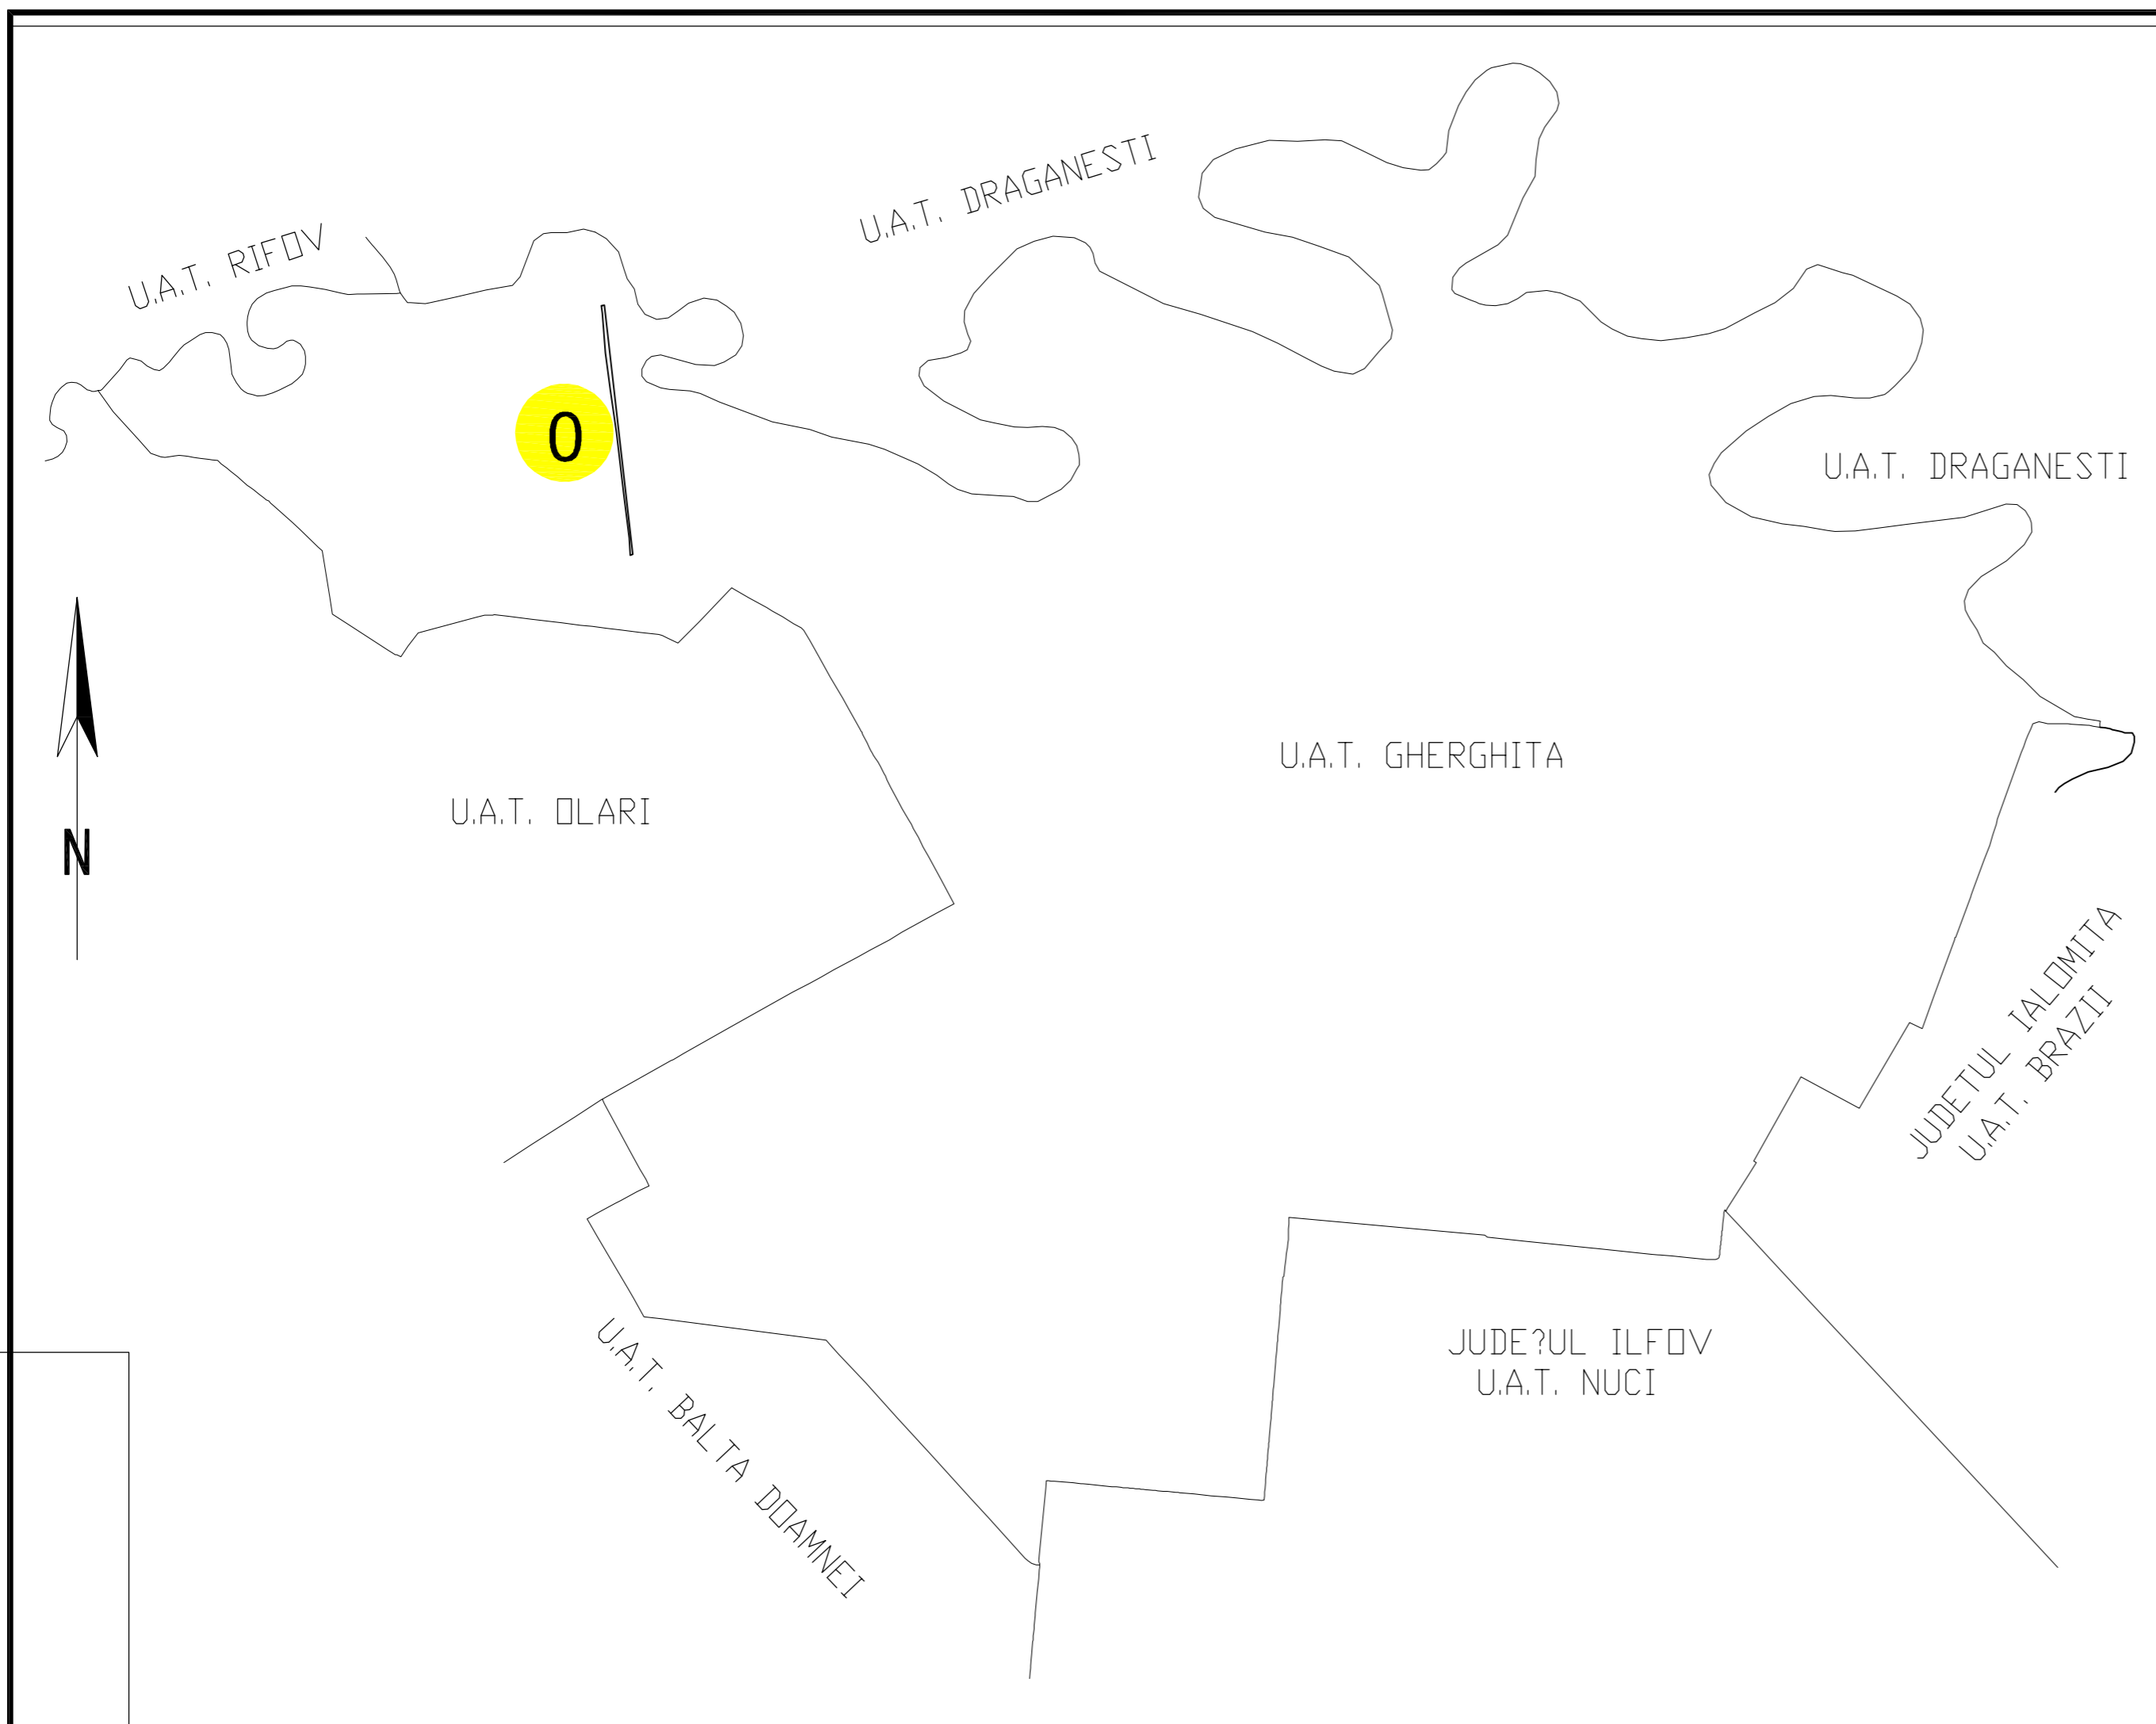 U.A.T. DRAGANESTI
U.A.T. RIFOV
0
U.A.T. DRAGANESTI
U.A.T. GHERGHITA
U.A.T. OLARI
N
JUDETUL IALOMITA
U.A.T. BRAZII
JUDE?UL ILFOV
U.A.T. NUCI
U.A.T. BALTA DOAMNEI